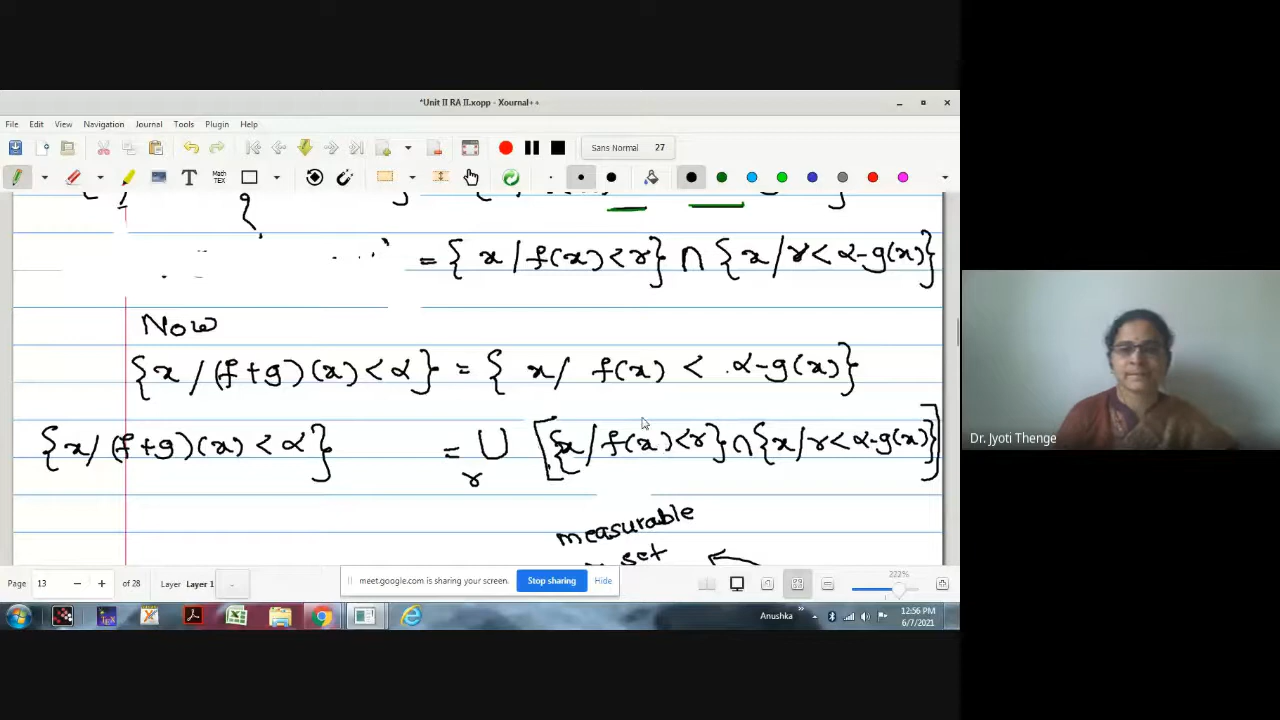 *Unit II RA II.xopp - Xournal++
File Edit View Navigation Journal Tools Plugin Help
Sans Normal 27
= { x / f(x) < r } ∩ { x / r < α - g(x) }
Now
{ x / (f+g)(x) < α } = { x / f(x) < α - g(x) }
{ x / (f+g)(x) < α } = ∪ [ { x / f(x) < r } ∩ { x / r < α - g(x) } ]
r
measurable
set
Dr. Jyoti Thenge
Page 13 of 28 Layer Layer 1
meet.google.com is sharing your screen. Stop sharing Hide
222%
Anushka
12:56 PM
6/7/2021